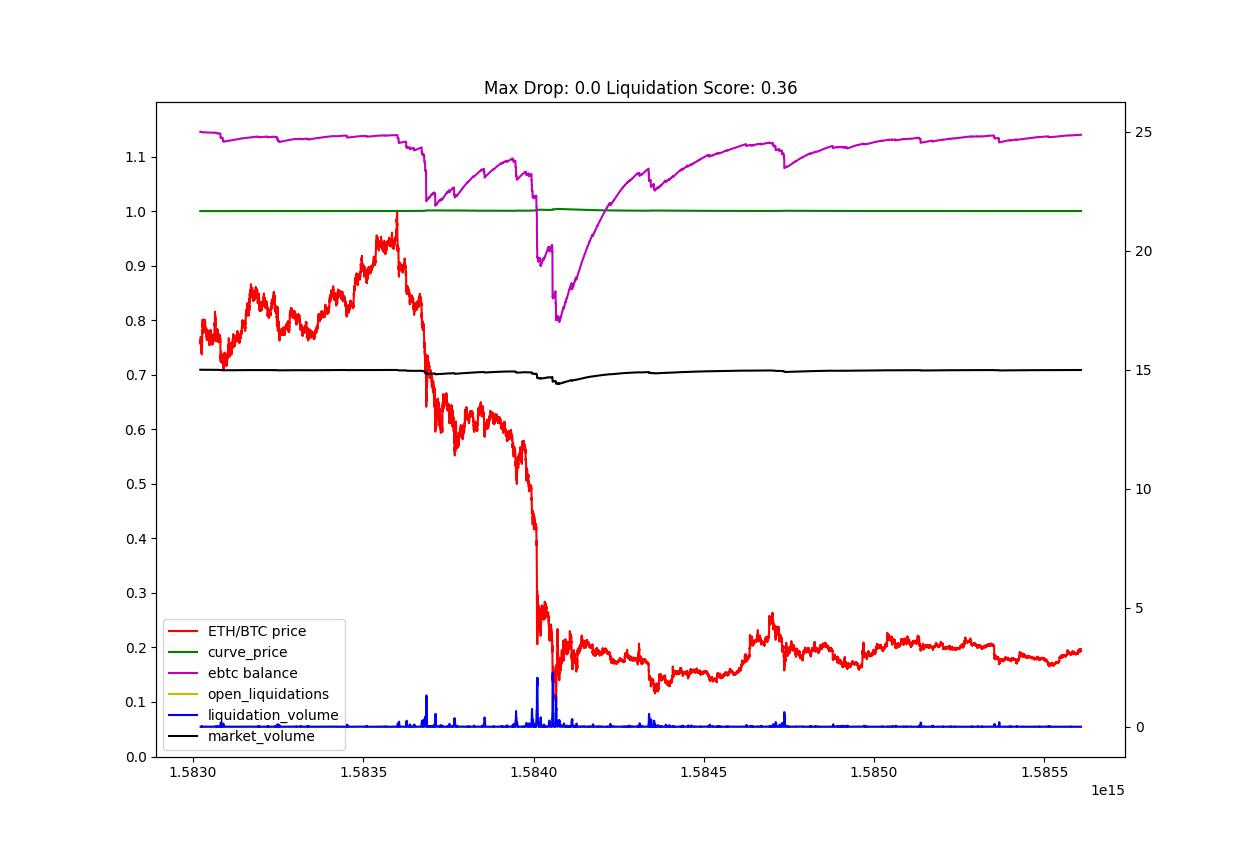 Max Drop: 0.0 Liquidation Score: 0.36
1.1
1.0
0.9
0.8
0.7
0.6
0.5
0.4
0.3
0.2
0.1
0.0
25
20
15
10
5
0
ETH/BTC price
curve_price
ebtc balance
open_liquidations
liquidation_volume
market_volume
1.5830 1.5835 1.5840 1.5845 1.5850 1.5855
1e15